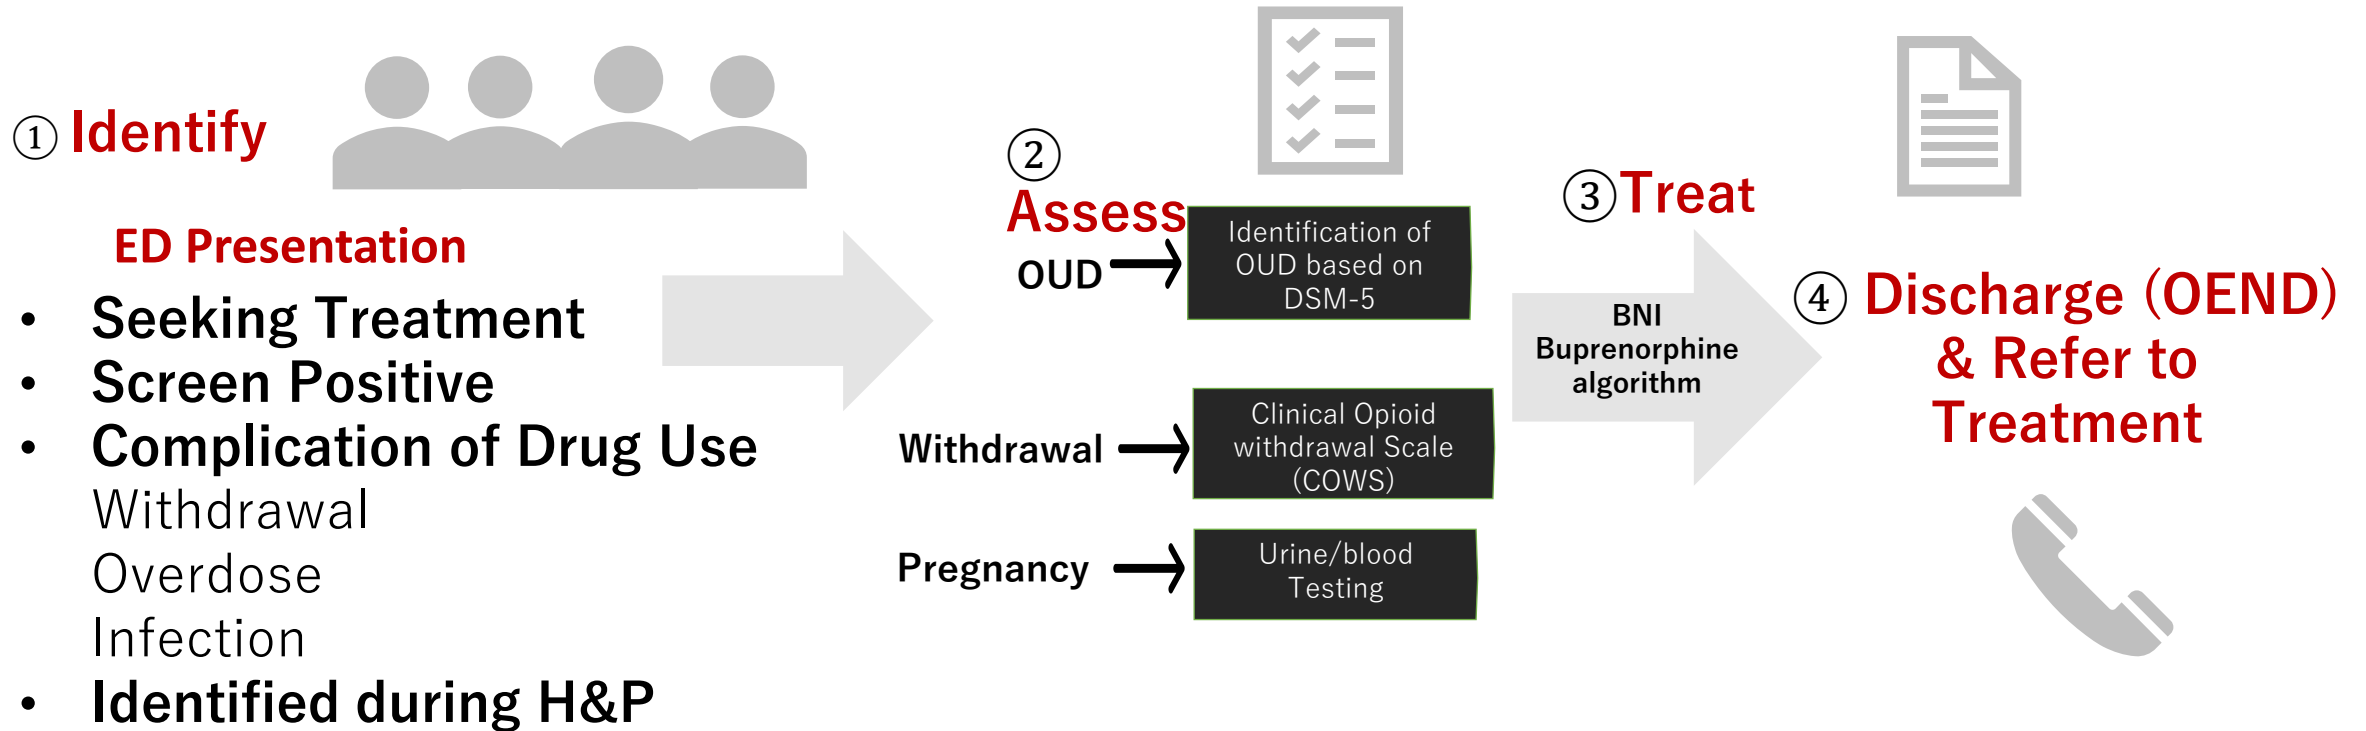 ① Identify
ED Presentation
• Seeking Treatment
• Screen Positive
• Complication of Drug Use
Withdrawal
Overdose
Infection
• Identified during H&P
②
Assess
OUD
Identification of
OUD based on
DSM-5
Withdrawal
Clinical Opioid
withdrawal Scale
(COWS)
Pregnancy
Urine/blood
Testing
③ Treat
BNI
Buprenorphine
algorithm
④ Discharge (OEND)
& Refer to
Treatment